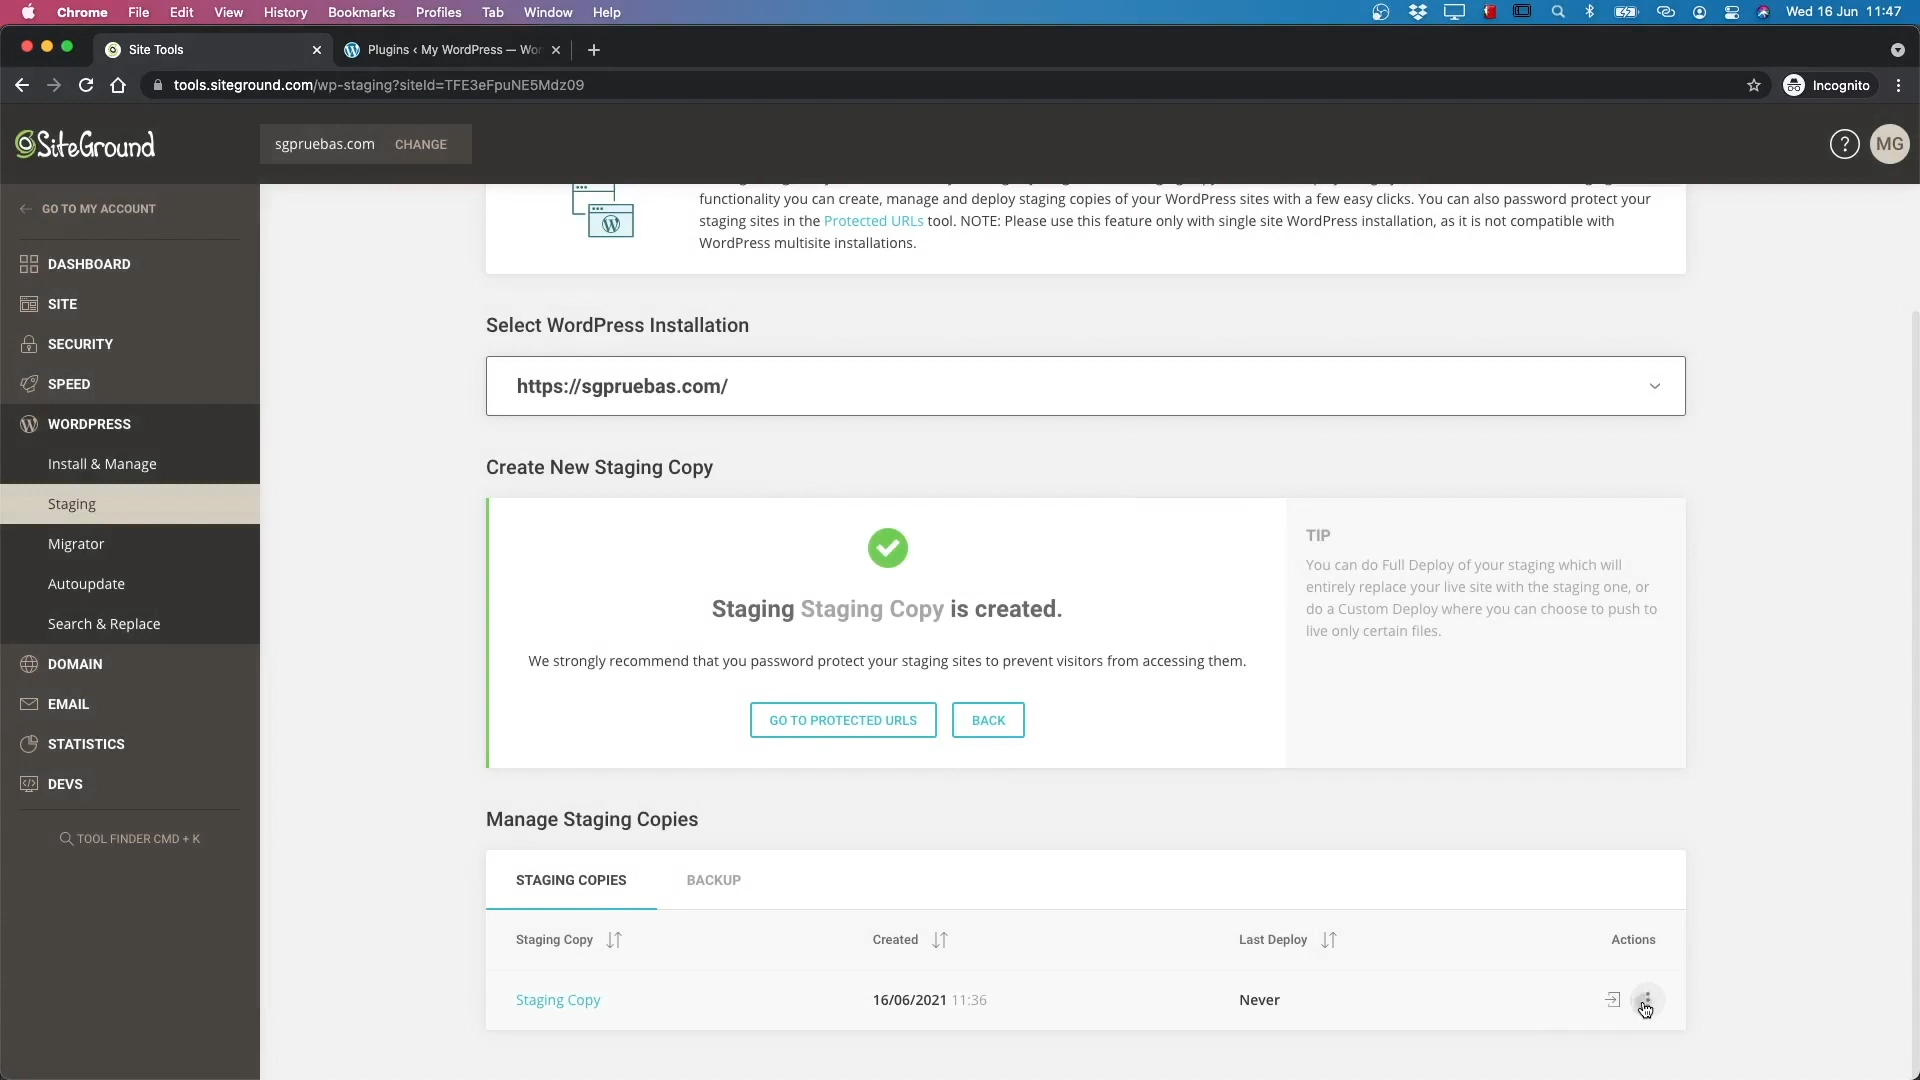 Chrome File Edit View History Bookmarks Profiles Tab Window Help Wed 16 Jun 11:47
Site Tools
Plugins ‹ My WordPress — Wor
tools.siteground.com/wp-staging?siteId=TFE3eFpuNE5Mdz09
Incognito
SiteGround
sgpruebas.com CHANGE
MG
GO TO MY ACCOUNT
DASHBOARD
SITE
SECURITY
SPEED
WORDPRESS
Install & Manage
Staging
Migrator
Autoupdate
Search & Replace
DOMAIN
EMAIL
STATISTICS
DEVS
TOOL FINDER CMD + K
functionality you can create, manage and deploy staging copies of your WordPress sites with a few easy clicks. You can also password protect your
staging sites in the Protected URLs tool. NOTE: Please use this feature only with single site WordPress installation, as it is not compatible with
WordPress multisite installations.
Select WordPress Installation
https://sgpruebas.com/
Create New Staging Copy
Staging Staging Copy is created.
We strongly recommend that you password protect your staging sites to prevent visitors from accessing them.
GO TO PROTECTED URLS BACK
TIP
You can do Full Deploy of your staging which will
entirely replace your live site with the staging one, or
do a Custom Deploy where you can choose to push to
live only certain files.
Manage Staging Copies
STAGING COPIES BACKUP
Staging Copy Created Last Deploy Actions
Staging Copy 16/06/2021 11:36 Never